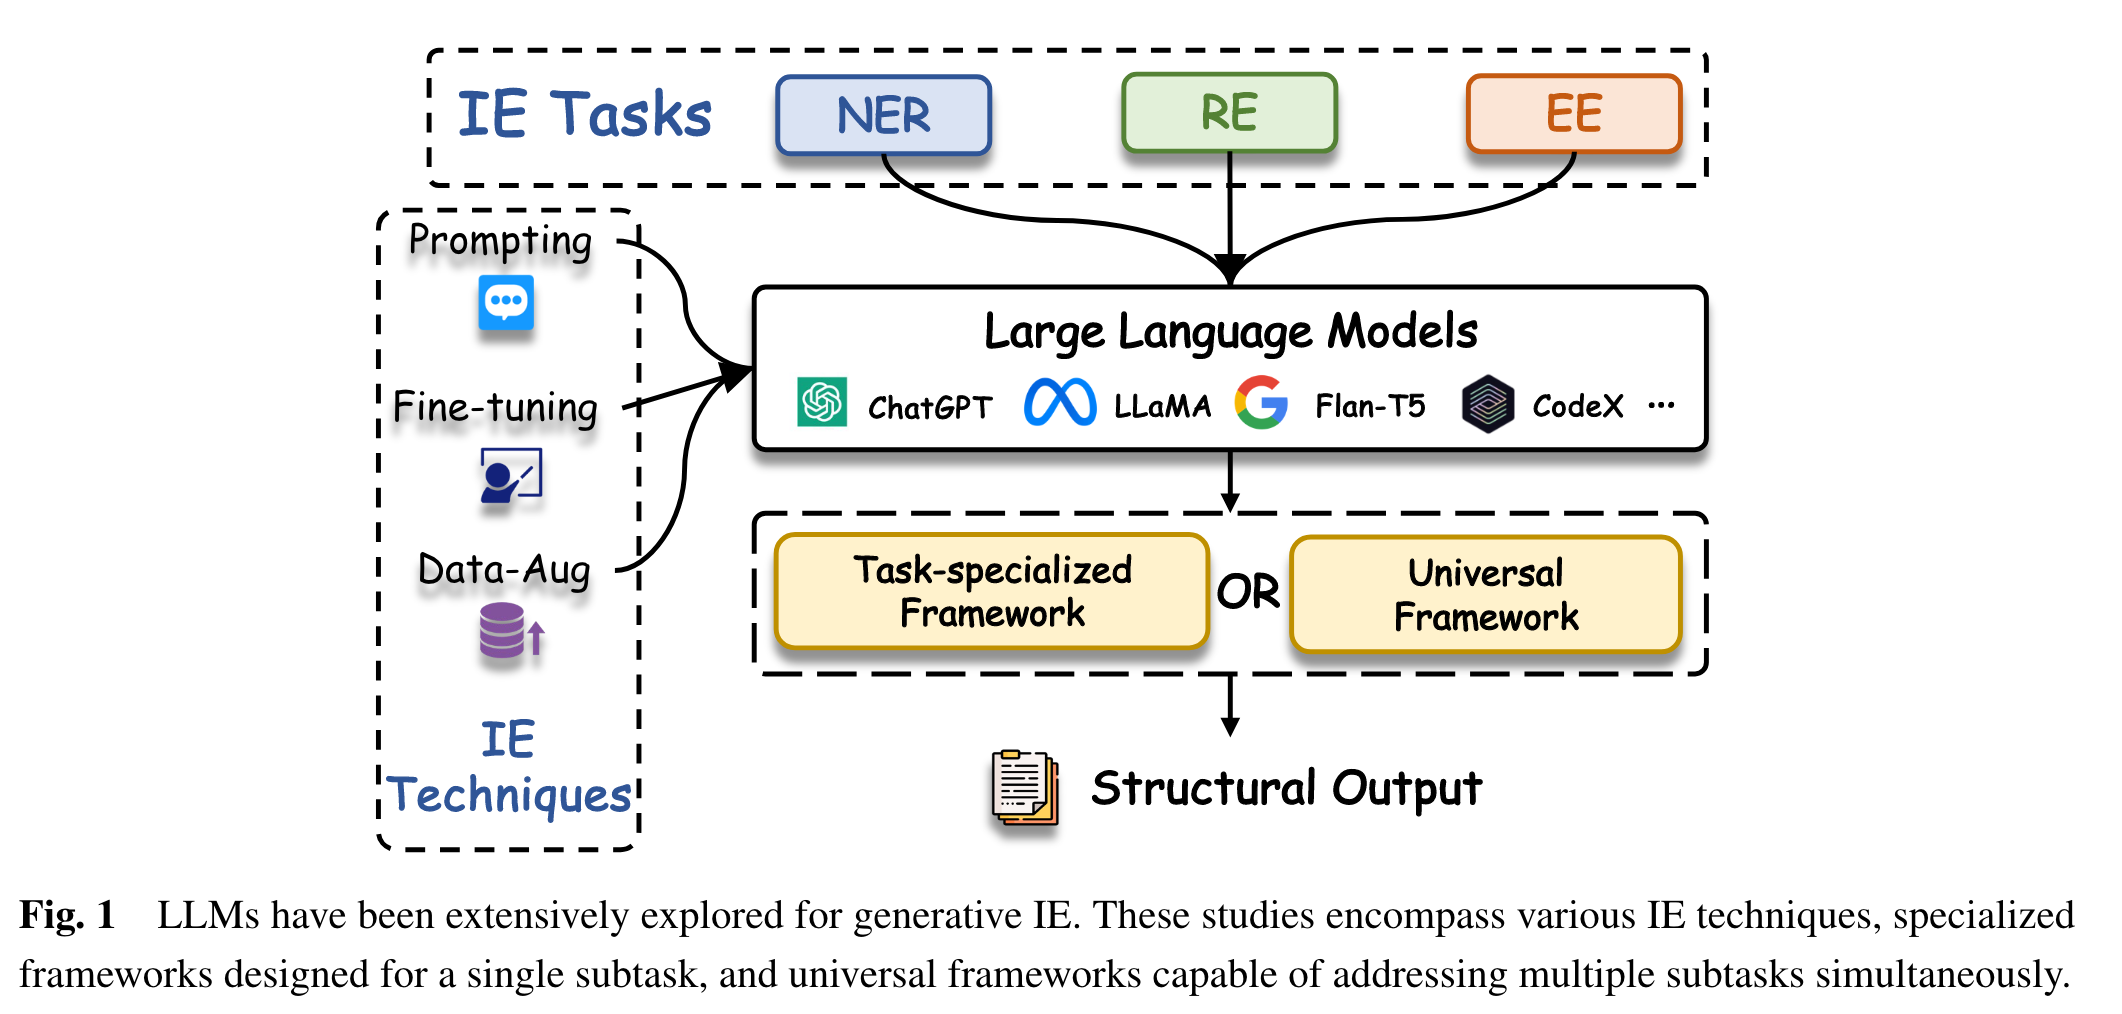 IE Tasks
NER
RE
EE
Prompting
Fine-tuning
Data-Aug
IE
Techniques
Large Language Models
ChatGPT
LLaMA
Flan-T5
CodeX ...
Task-specialized
Framework
OR
Universal
Framework
Structural Output
Fig. 1 LLMs have been extensively explored for generative IE. These studies encompass various IE techniques, specialized
frameworks designed for a single subtask, and universal frameworks capable of addressing multiple subtasks simultaneously.